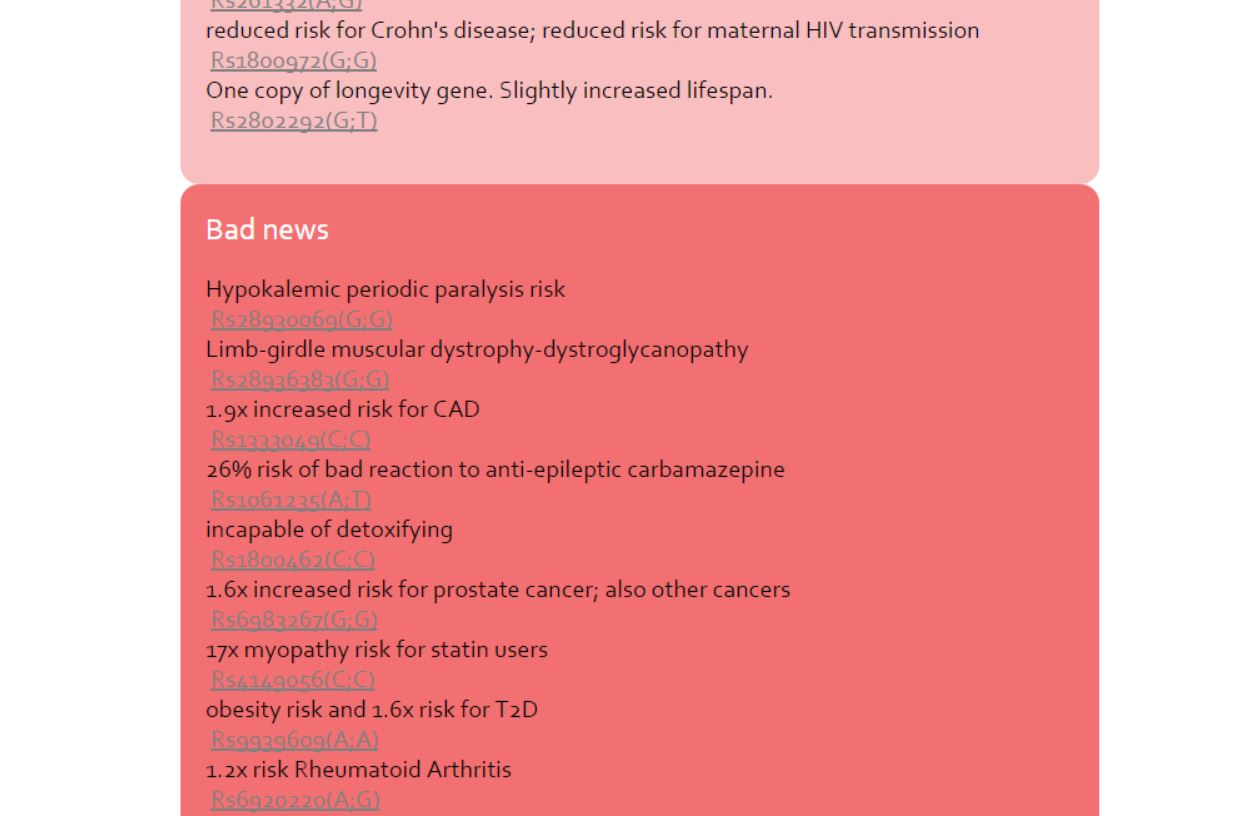 Rs261332(A;G)
reduced risk for Crohn's disease; reduced risk for maternal HIV transmission
Rs1800972(G;G)
One copy of longevity gene. Slightly increased lifespan.
Rs2802292(G;T)
Bad news
Hypokalemic periodic paralysis risk
Rs28930069(G;G)
Limb-girdle muscular dystrophy-dystroglycanopathy
Rs28936383(G;G)
1.9x increased risk for CAD
Rs1333049(C;C)
26% risk of bad reaction to anti-epileptic carbamazepine
Rs1061235(A;T)
incapable of detoxifying
Rs1800462(C;C)
1.6x increased risk for prostate cancer; also other cancers
Rs6983267(G;G)
17x myopathy risk for statin users
Rs4149056(C;C)
obesity risk and 1.6x risk for T2D
Rs9939609(A;A)
1.2x risk Rheumatoid Arthritis
Rs6920220(A;G)